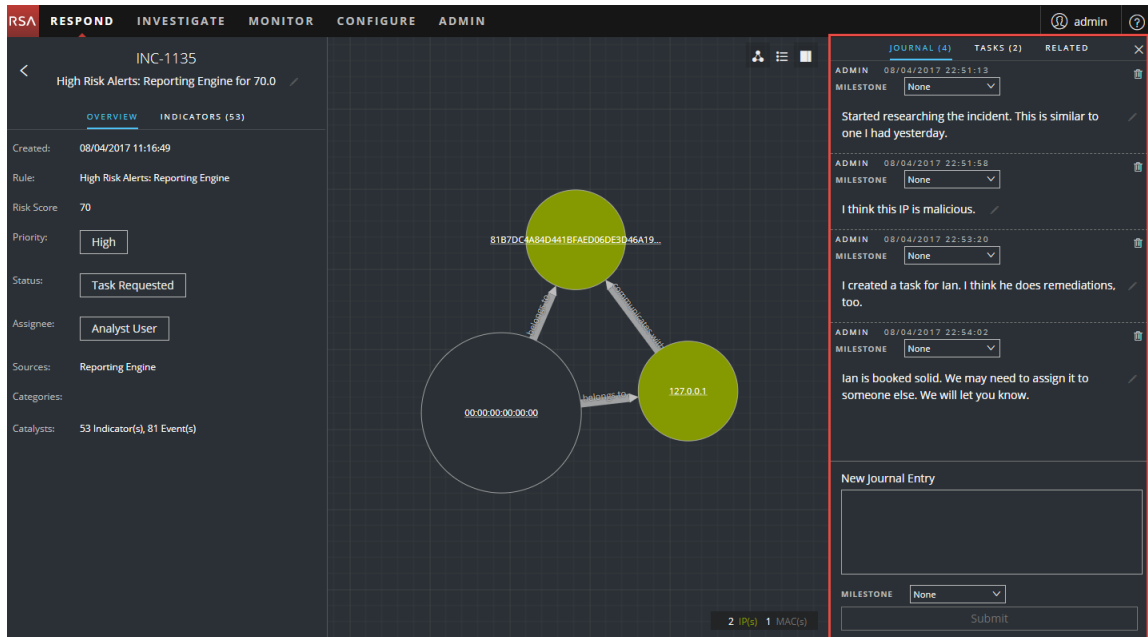 RSA RESPOND INVESTIGATE MONITOR CONFIGURE ADMIN admin ?
INC-1135
High Risk Alerts: Reporting Engine for 70.0
OVERVIEW INDICATORS (53)
Created: 08/04/2017 11:16:49
Rule: High Risk Alerts: Reporting Engine
Risk Score 70
Priority: High
Status: Task Requested
Assignee: Analyst User
Sources: Reporting Engine
Categories:
Catalysts: 53 Indicator(s), 81 Event(s)
81B7DC4A84D441BFAED06DE3D46A19...
belongs to
communicates with
belongs to
127.0.0.1
00:00:00:00:00:00
2 IP(s) 1 MAC(s)
JOURNAL (4) TASKS (2) RELATED
ADMIN 08/04/2017 22:51:13
MILESTONE None
Started researching the incident. This is similar to
one I had yesterday.
ADMIN 08/04/2017 22:51:58
MILESTONE None
I think this IP is malicious.
ADMIN 08/04/2017 22:53:20
MILESTONE None
I created a task for Ian. I think he does remediations,
too.
ADMIN 08/04/2017 22:54:02
MILESTONE None
Ian is booked solid. We may need to assign it to
someone else. We will let you know.
New Journal Entry
MILESTONE None
Submit